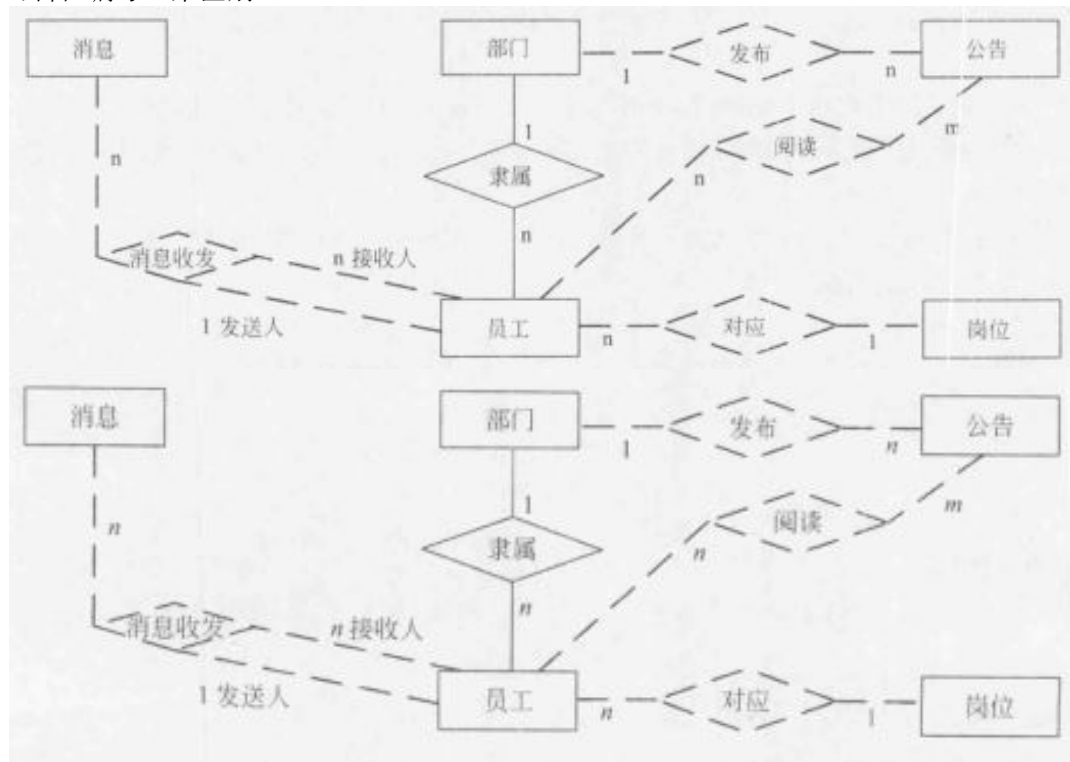 消息 部门 1 发布 n 公告
1
n
阅读
m
n
隶属
n
消息收发
n 接收人
1 发送人
员工 n 对应 1 岗位
消息 部门 1 发布 n 公告
1
n
阅读
m
n
隶属
n
消息收发
n 接收人
1 发送人
员工 n 对应 1 岗位